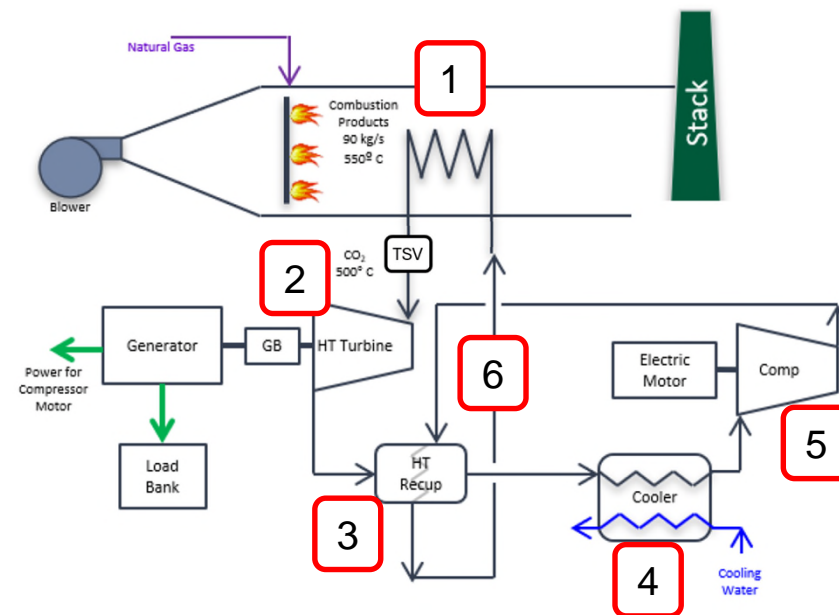 Natural Gas
1
Combustion
Products
90 kg/s
550º C
Stack
Blower
CO₂
500° C
TSV
2
Generator
GB
HT Turbine
6
Electric
Motor
Comp
Power for
Compressor
Motor
5
Load
Bank
HT
Recup
Cooler
3
4
Cooling
Water